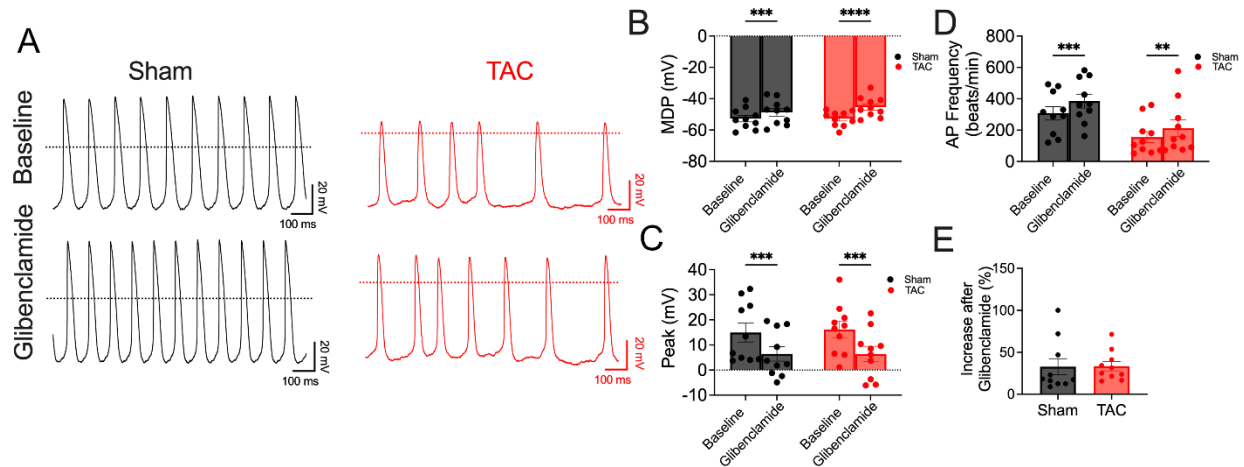 A
Sham
TAC
Baseline
20 mV
100 ms
20 mV
100 ms
Glibenclamide
20 mV
100 ms
20 mV
100 ms
B
***
****
Sham
TAC
MDP (mV)
0
-20
-40
-60
-80
Baseline
Glibenclamide
Baseline
Glibenclamide
C
***
***
Sham
TAC
Peak (mV)
40
30
20
10
0
-10
Baseline
Glibenclamide
Baseline
Glibenclamide
D
***
**
Sham
TAC
AP Frequency
(beats/min)
800
600
400
200
0
Baseline
Glibenclamide
Baseline
Glibenclamide
E
Increase after
Glibenclamide (%)
150
100
50
0
Sham
TAC